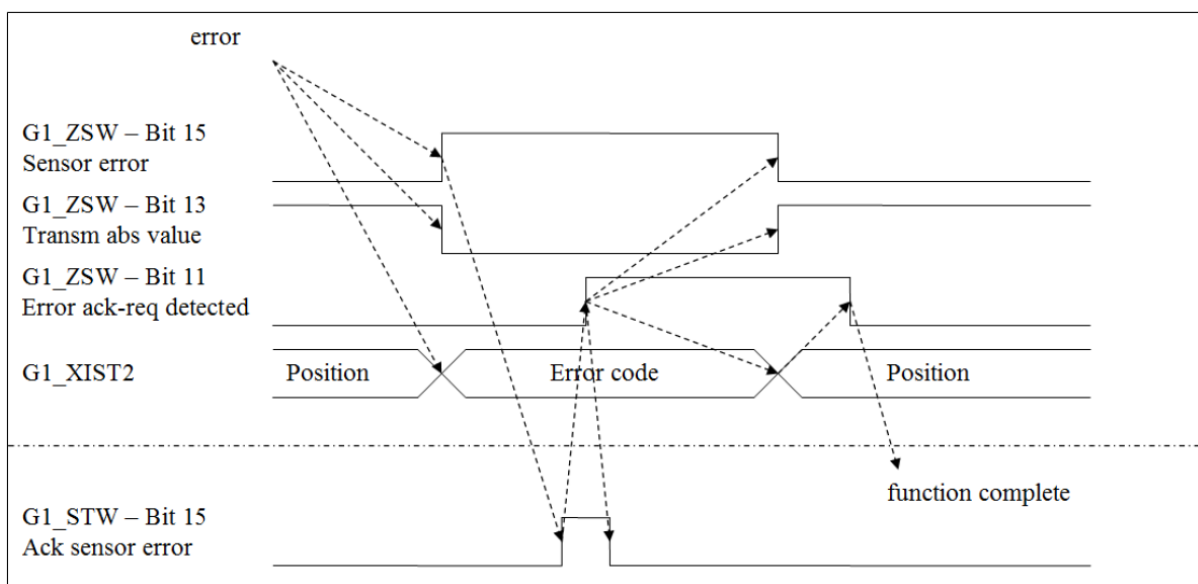 error
G1_ZSW – Bit 15
Sensor error
G1_ZSW – Bit 13
Transm abs value
G1_ZSW – Bit 11
Error ack-req detected
G1_XIST2 Position Error code Position
function complete
G1_STW – Bit 15
Ack sensor error